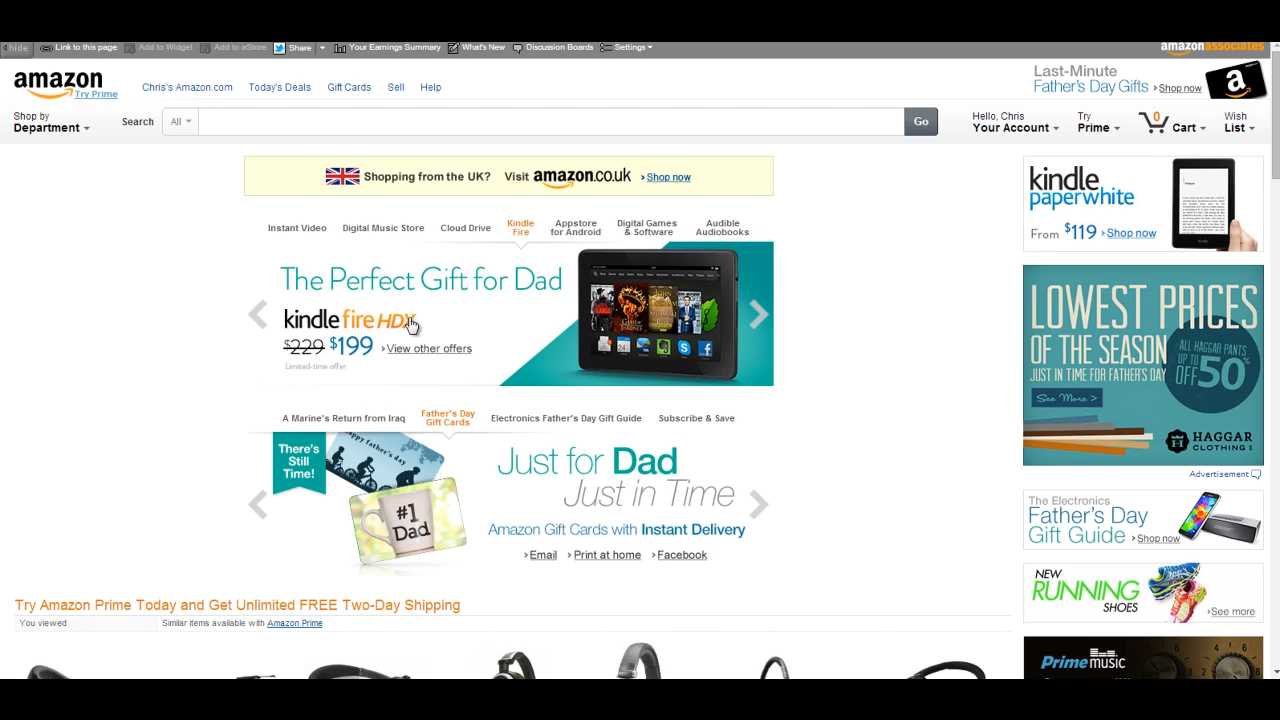 hide Link to this page Add to Widget Add to aStore Share Your Earnings Summary What's New Discussion Boards Settings amazonassociates
amazon
Try Prime
Chris's Amazon.com Today's Deals Gift Cards Sell Help
Last-Minute
Father's Day Gifts Shop now
Shop by
Department
Search All Go
Hello, Chris
Your Account
Try
Prime
0
Cart
Wish
List
Shopping from the UK? Visit amazon.co.uk Shop now
Instant Video
Digital Music Store
Cloud Drive
Kindle
Fire
Appstore
for Android
Digital Games
& Software
Audible
Audiobooks
The Perfect Gift for Dad
kindle fire HDX
$229 $199 View other offers
Limited-time offer
A Marine's Return from Iraq
Father's Day
Gift Cards
Electronics Father's Day Gift Guide
Subscribe & Save
There's
Still
Time!
happy father's day
#1
Dad
Just for Dad
Just in Time
Amazon Gift Cards with Instant Delivery
Email Print at home Facebook
Try Amazon Prime Today and Get Unlimited FREE Two-Day Shipping
You viewed Similar items available with Amazon Prime
kindle
paperwhite
From $119 Shop now
LOWEST PRICES
OF THE SEASON
JUST IN TIME FOR FATHER'S DAY
ALL HAGGAR PANTS
UP TO 50%
OFF
See More >
HAGGAR
CLOTHING CO
Advertisement
The Electronics
Father's Day
Gift Guide Shop now
NEW
RUNNING
SHOES
See more
Prime music